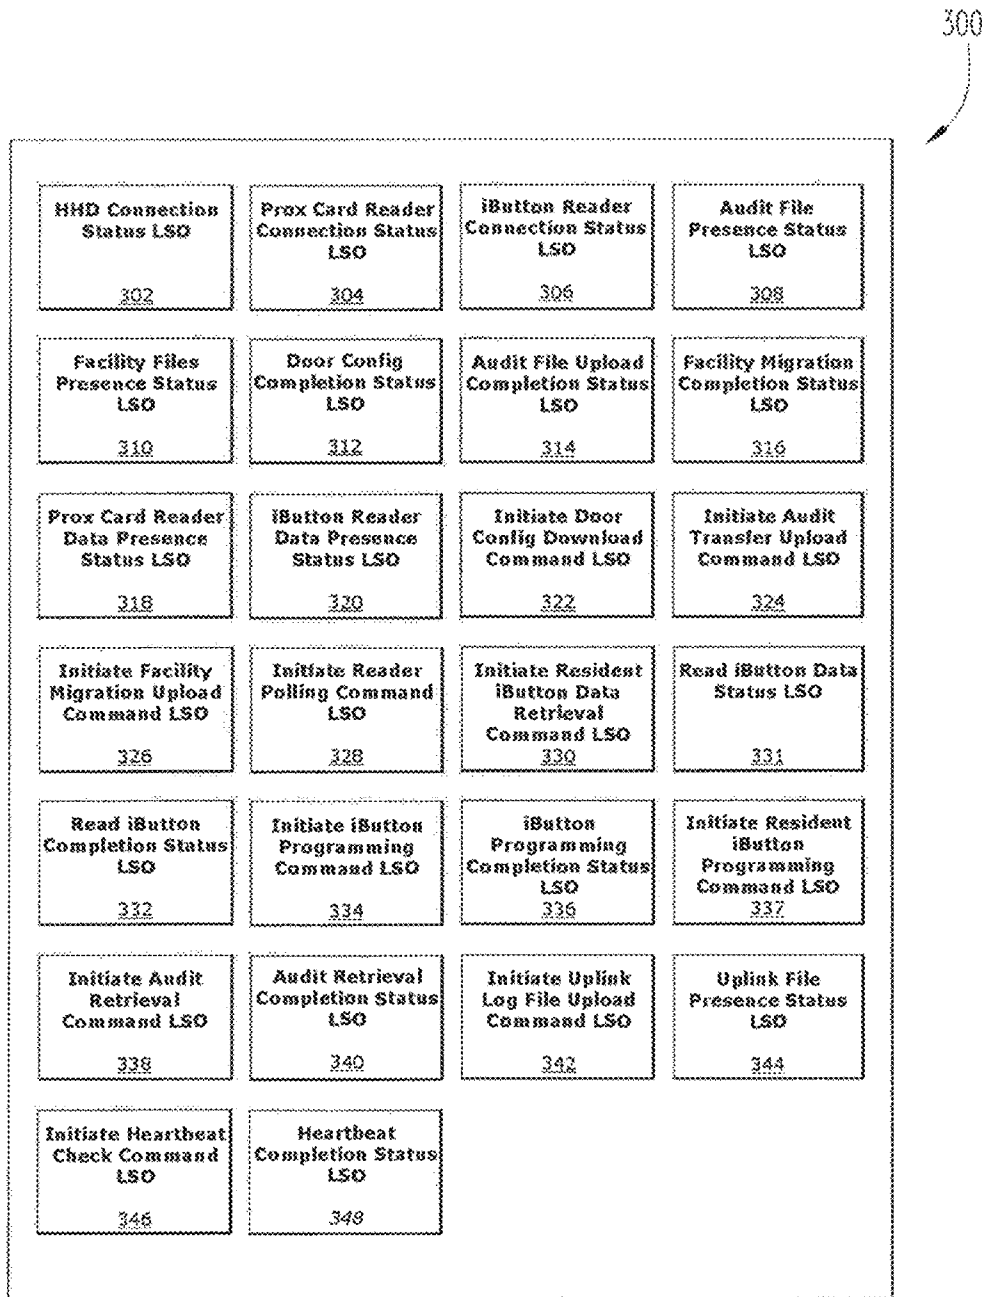 300
HHD Connection
Status LSO
302
Prox Card Reader
Connection Status
LSO
304
iButton Reader
Connection Status
LSO
306
Audit File
Presence Status
LSO
308
Facility Files
Presence Status
LSO
310
Door Config
Completion Status
LSO
312
Audit File Upload
Completion Status
LSO
314
Facility Migration
Completion Status
LSO
316
Prox Card Reader
Data Presence
Status LSO
318
iButton Reader
Data Presence
Status LSO
320
Initiate Door
Config Download
Command LSO
322
Initiate Audit
Transfer Upload
Command LSO
324
Initiate Facility
Migration Upload
Command LSO
326
Initiate Reader
Polling Command
LSO
328
Initiate Resident
iButton Data
Retrieval
Command LSO
330
Read iButton Data
Status LSO
331
Read iButton
Completion Status
LSO
332
Initiate iButton
Programming
Command LSO
334
iButton
Programming
Completion Status
LSO
336
Initiate Resident
iButton
Programming
Command LSO
337
Initiate Audit
Retrieval
Command LSO
338
Audit Retrieval
Completion Status
LSO
340
Initiate Uplink
Log File Upload
Command LSO
342
Uplink File
Presence Status
LSO
344
Initiate Heartbeat
Check Command
LSO
346
Heartbeat
Completion Status
LSO
348